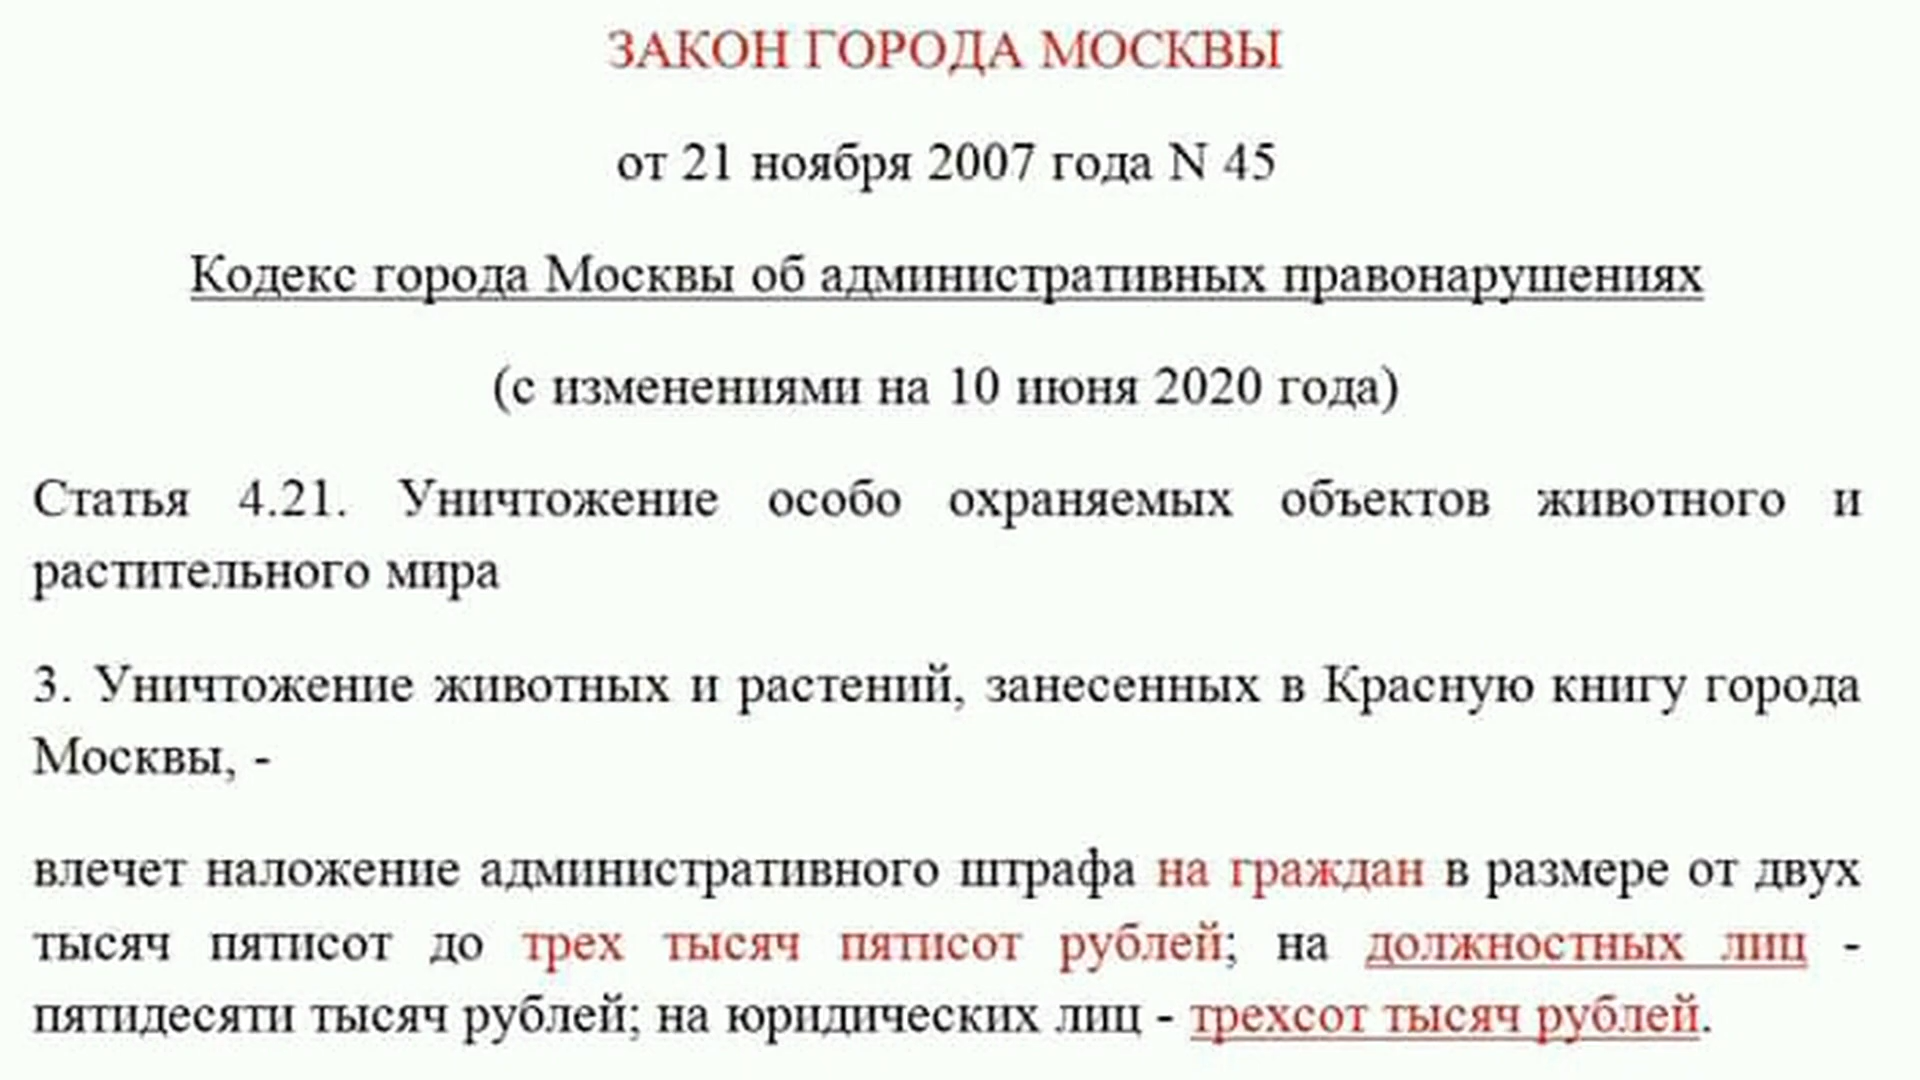 ЗАКОН ГОРОДА МОСКВЫ
от 21 ноября 2007 года N 45
Кодекс города Москвы об административных правонарушениях
(с изменениями на 10 июня 2020 года)
Статья 4.21. Уничтожение особо охраняемых объектов животного и
растительного мира
3. Уничтожение животных и растений, занесенных в Красную книгу города
Москвы, -
влечет наложение административного штрафа на граждан в размере от двух
тысяч пятисот до трех тысяч пятисот рублей; на должностных лиц -
пятидесяти тысяч рублей; на юридических лиц - трехсот тысяч рублей.